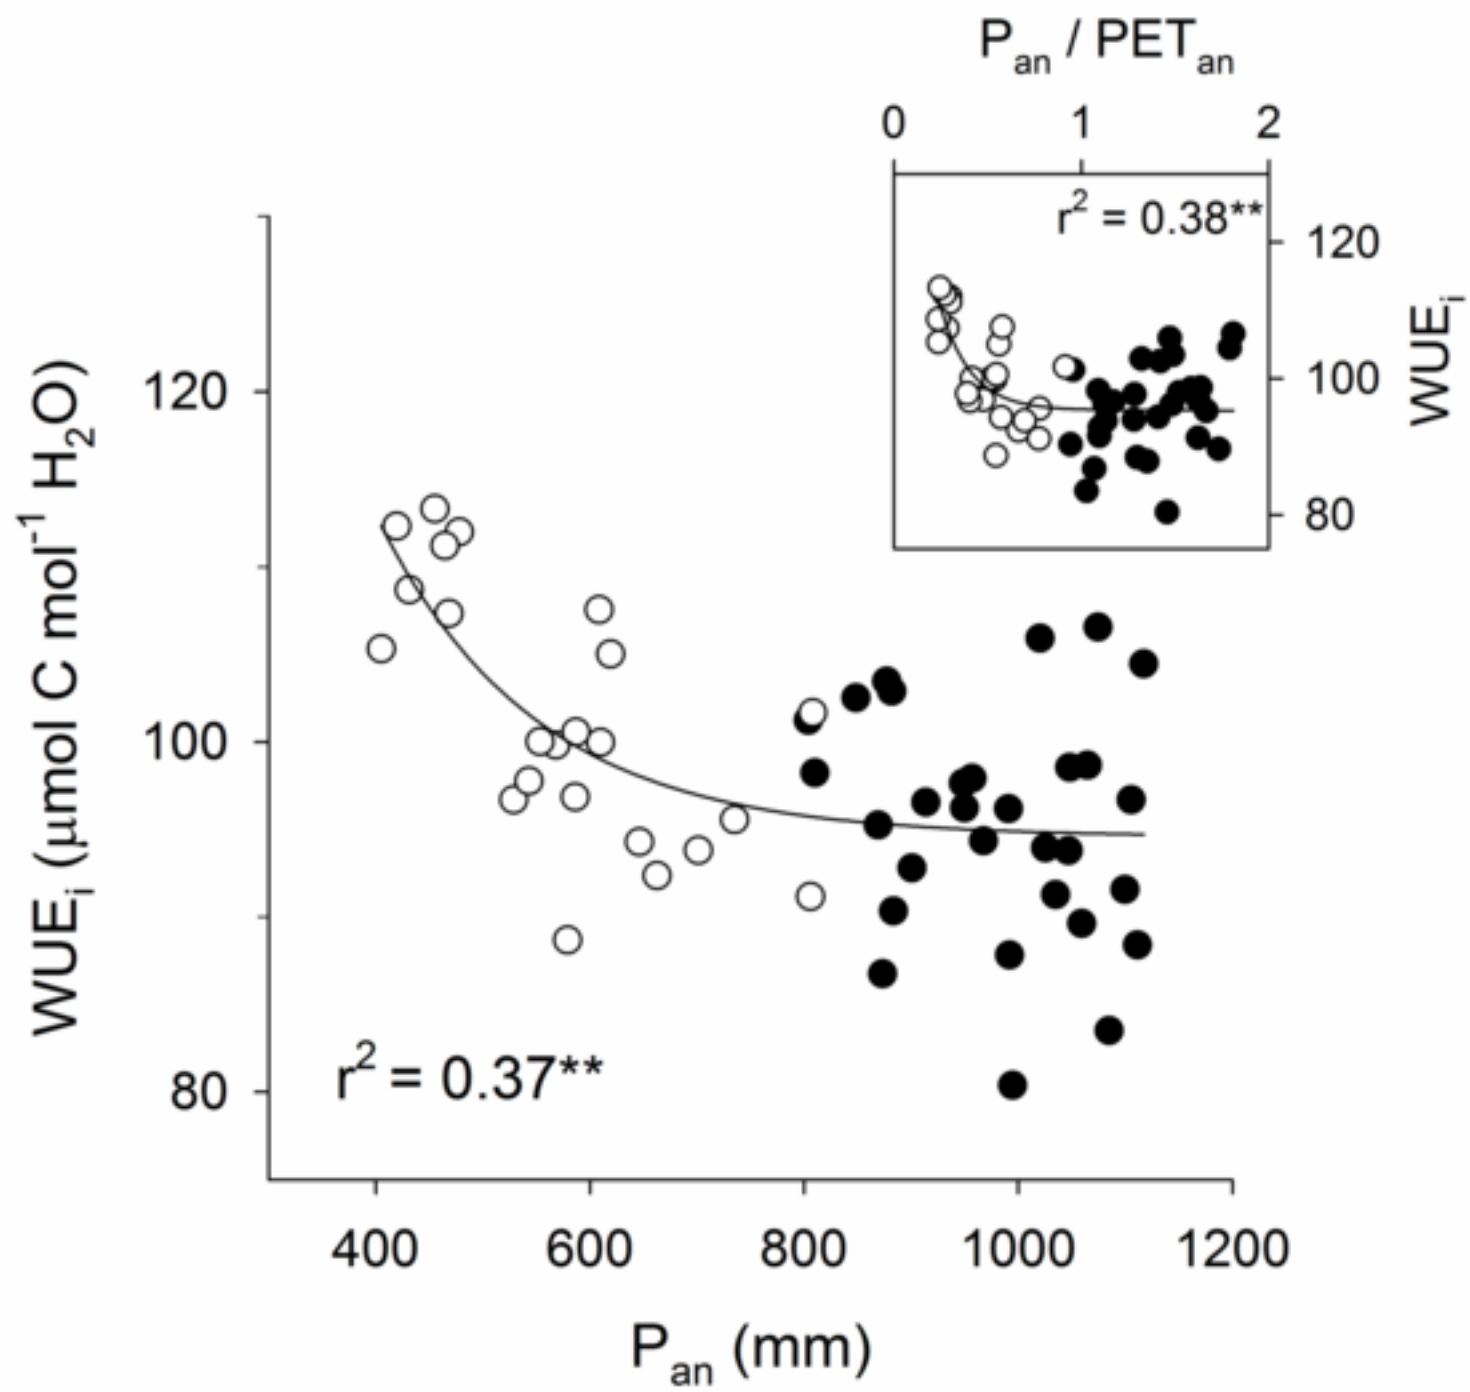 P_an / PET_an
0 1 2
r² = 0.38**
120
100
80
WUE_i
WUE_i (μmol C mol⁻¹ H₂O)
120
100
80
r² = 0.37**
400 600 800 1000 1200
P_an (mm)